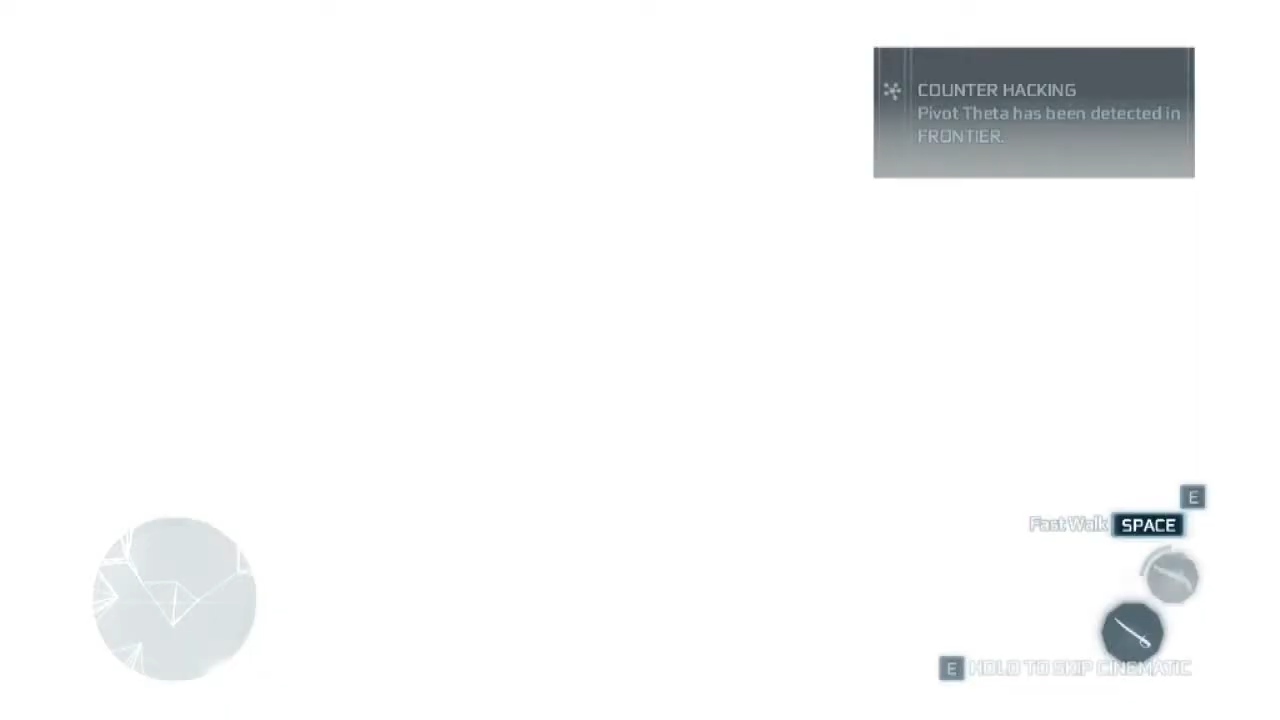 COUNTER HACKING
Pivot Theta has been detected in
FRONTIER.
E
Fast Walk SPACE
E HOLD TO SKIP CINEMATIC